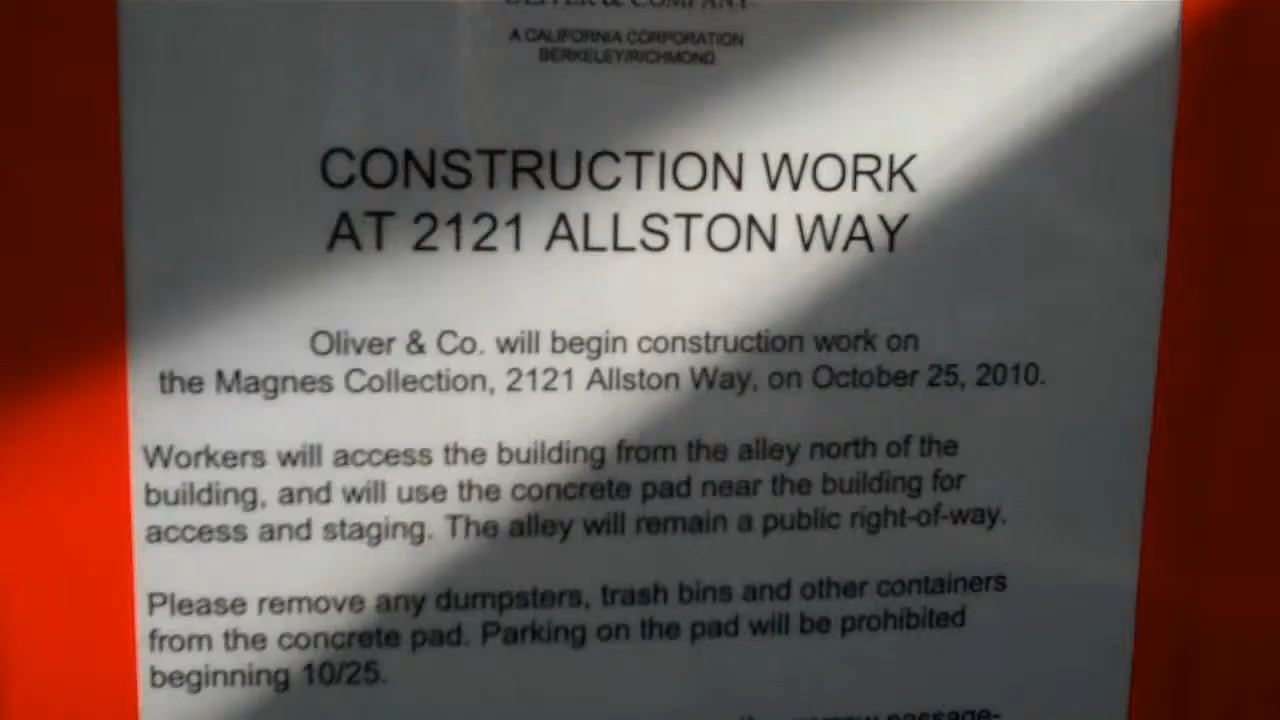 OLIVER & COMPANY
A CALIFORNIA CORPORATION
BERKELEY/RICHMOND
CONSTRUCTION WORK
AT 2121 ALLSTON WAY
Oliver & Co. will begin construction work on
the Magnes Collection, 2121 Allston Way, on October 25, 2010.
Workers will access the building from the alley north of the
building, and will use the concrete pad near the building for
access and staging. The alley will remain a public right-of-way.
Please remove any dumpsters, trash bins and other containers
from the concrete pad. Parking on the pad will be prohibited
beginning 10/25.
passage-